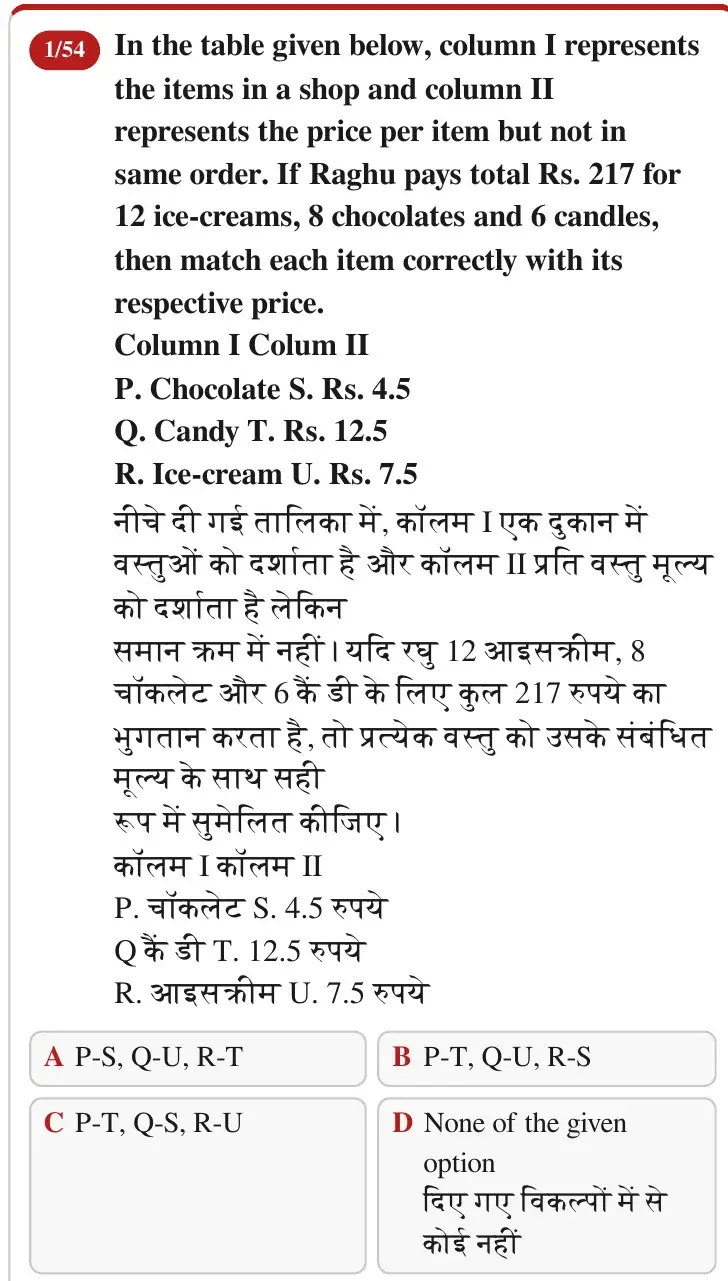 1/54 In the table given below, column I represents
the items in a shop and column II
represents the price per item but not in
same order. If Raghu pays total Rs. 217 for
12 ice-creams, 8 chocolates and 6 candles,
then match each item correctly with its
respective price.
Column I Colum II
P. Chocolate S. Rs. 4.5
Q. Candy T. Rs. 12.5
R. Ice-cream U. Rs. 7.5
नीचे दी गई तालिका में, कॉलम I एक दुकान में
वस्तुओं को दर्शाता है और कॉलम II प्रति वस्तु मूल्य
को दर्शाता है लेकिन
समान क्रम में नहीं। यदि रघु 12 आइसक्रीम, 8
चॉकलेट और 6 कैं डी के लिए कुल 217 रुपये का
भुगतान करता है, तो प्रत्येक वस्तु को उसके संबंधित
मूल्य के साथ सही
रूप में सुमेलित कीजिए।
कॉलम I कॉलम II
P. चॉकलेट S. 4.5 रुपये
Q कैं डी T. 12.5 रुपये
R. आइसक्रीम U. 7.5 रुपये
A P-S, Q-U, R-T
B P-T, Q-U, R-S
C P-T, Q-S, R-U
D None of the given
option
दिए गए विकल्पों में से
कोई नहीं